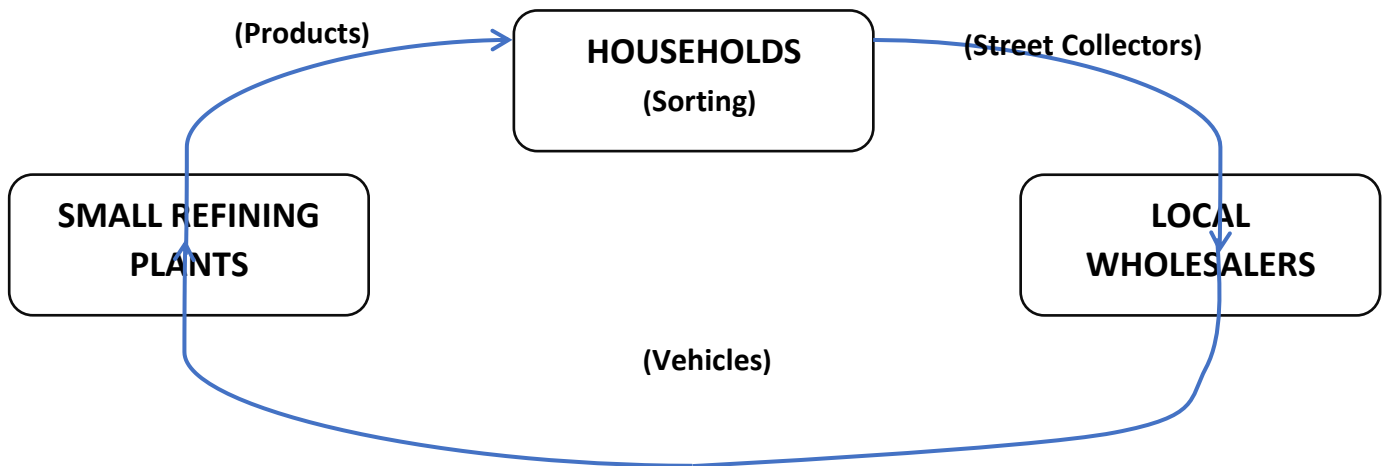 (Products)
HOUSEHOLDS
(Sorting)
(Street Collectors)
SMALL REFINING
PLANTS
LOCAL
WHOLESALERS
(Vehicles)